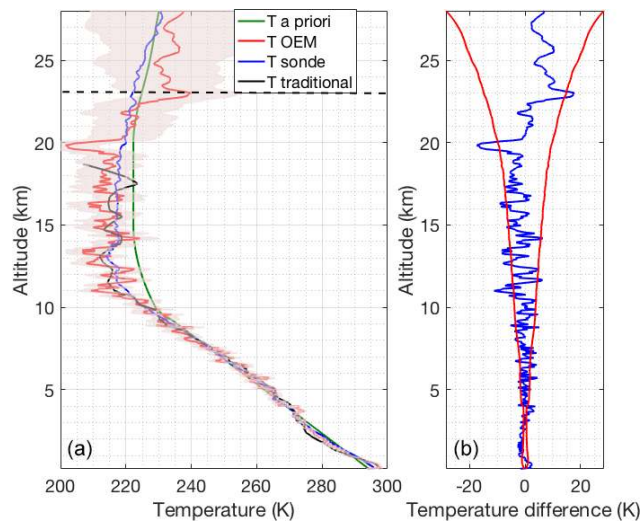 T a priori
T OEM
T sonde
T traditional
25
20
15
10
5
Altitude (km)
(a)
200
220
240
260
280
300
Temperature (K)
25
20
15
10
5
Altitude (km)
(b)
-20
0
20
Temperature difference (K)